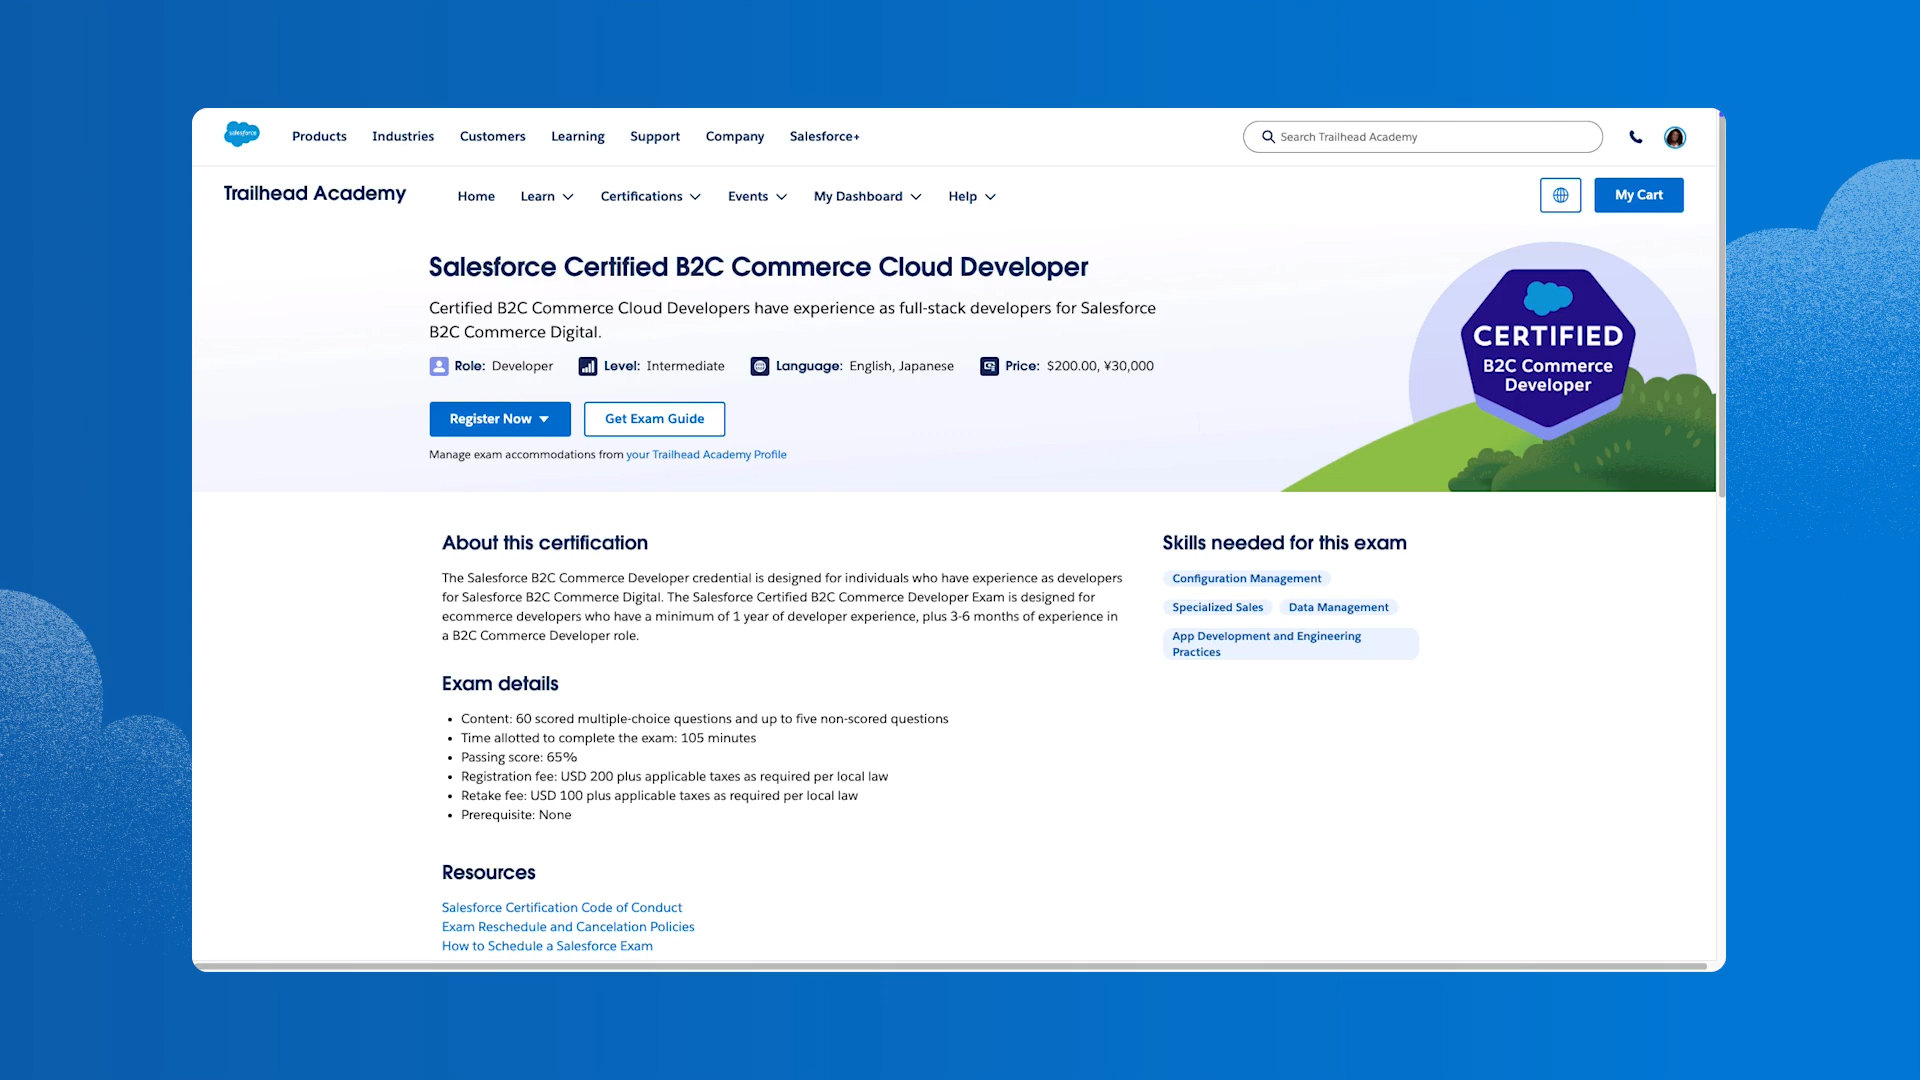 salesforce
Products Industries Customers Learning Support Company Salesforce+
Search Trailhead Academy
Trailhead Academy
Home Learn Certifications Events My Dashboard Help
My Cart
Salesforce Certified B2C Commerce Cloud Developer
Certified B2C Commerce Cloud Developers have experience as full-stack developers for Salesforce
B2C Commerce Digital.
Role: Developer Level: Intermediate Language: English, Japanese Price: $200.00, ¥30,000
Register Now Get Exam Guide
Manage exam accommodations from your Trailhead Academy Profile
CERTIFIED
B2C Commerce
Developer
About this certification
The Salesforce B2C Commerce Developer credential is designed for individuals who have experience as developers
for Salesforce B2C Commerce Digital. The Salesforce Certified B2C Commerce Developer Exam is designed for
ecommerce developers who have a minimum of 1 year of developer experience, plus 3-6 months of experience in
a B2C Commerce Developer role.
Skills needed for this exam
Configuration Management
Specialized Sales Data Management
App Development and Engineering
Practices
Exam details
• Content: 60 scored multiple-choice questions and up to five non-scored questions
• Time allotted to complete the exam: 105 minutes
• Passing score: 65%
• Registration fee: USD 200 plus applicable taxes as required per local law
• Retake fee: USD 100 plus applicable taxes as required per local law
• Prerequisite: None
Resources
Salesforce Certification Code of Conduct
Exam Reschedule and Cancelation Policies
How to Schedule a Salesforce Exam